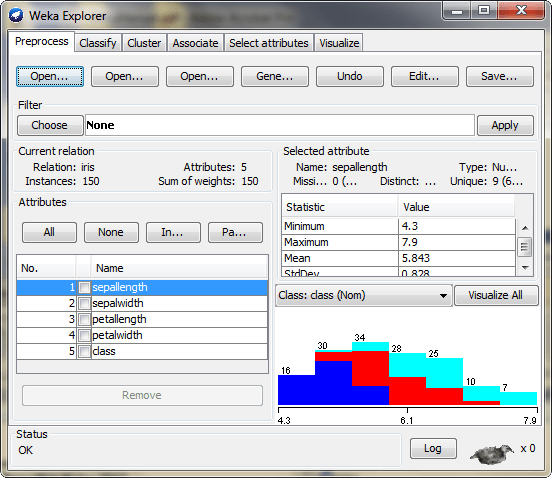 Weka Explorer
Preprocess Classify Cluster Associate Select attributes Visualize
Open... Open... Open... Gene... Undo Edit... Save...
Filter
Choose None Apply
Current relation
Relation: iris Attributes: 5
Instances: 150 Sum of weights: 150
Attributes
All None In... Pa...
No. Name
1 sepallength
2 sepalwidth
3 petallength
4 petalwidth
5 class
Remove
Selected attribute
Name: sepallength Type: Nu...
Missi... 0 (... Distinct: ... Unique: 9 (6...
Statistic Value
Minimum 4.3
Maximum 7.9
Mean 5.843
StdDev 0.828
Class: class (Nom) Visualize All
16 30 34 28 25 10 7
4.3 6.1 7.9
Status
OK
Log x 0